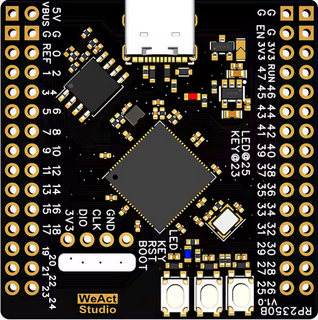 5V
VBUS G
G REF
0 1
2 3
4 5
6 7
8 9
10 11
12 13
14 15
16 17
18 19
20 21
22 23
24
G G
EN 3V3
3V3 RUN
47 46
45 44
43 42
41 40
39 38
37 36
35 34
33 32
31 30
29 28
27 26
25
LED@25
KEY@23
GND
CLK
DIO
3V3
LED
KEY
RST
BOOT
WeAct
Studio
RP2350B
V1.0